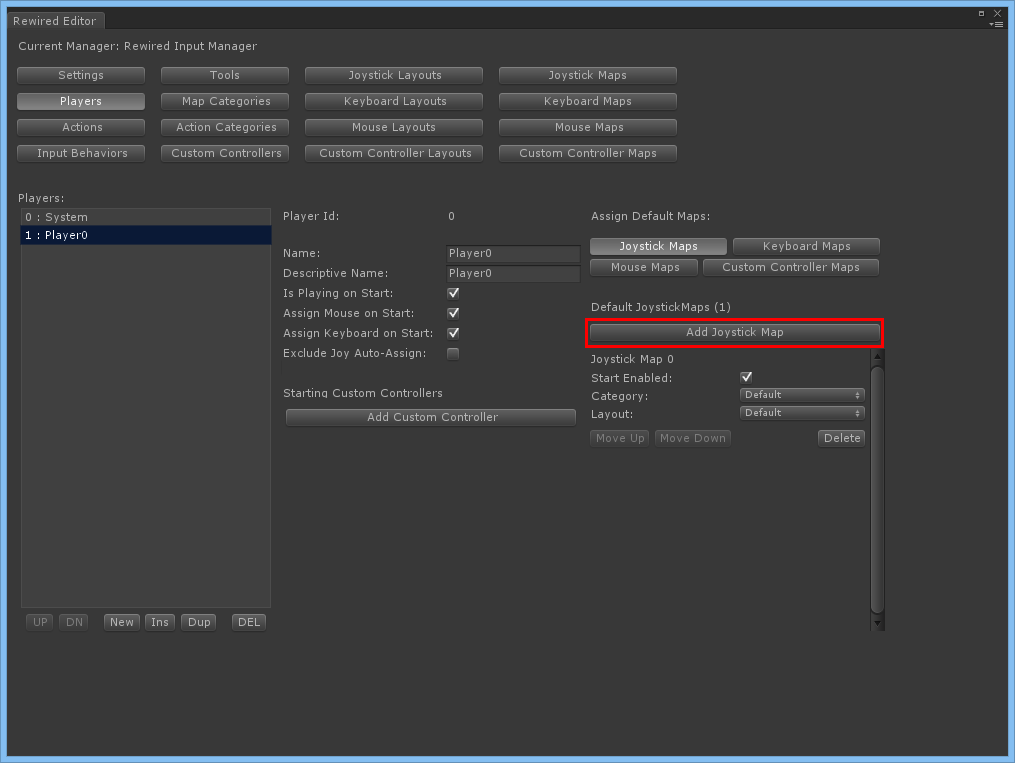 Rewired Editor
Current Manager: Rewired Input Manager
Settings Tools Joystick Layouts Joystick Maps
Players Map Categories Keyboard Layouts Keyboard Maps
Actions Action Categories Mouse Layouts Mouse Maps
Input Behaviors Custom Controllers Custom Controller Layouts Custom Controller Maps
Players:
0 : System
1 : Player0
UP DN New Ins Dup DEL
Player Id: 0
Name: Player0
Descriptive Name: Player0
Is Playing on Start:
Assign Mouse on Start:
Assign Keyboard on Start:
Exclude Joy Auto-Assign:
Starting Custom Controllers
Add Custom Controller
Assign Default Maps:
Joystick Maps Keyboard Maps
Mouse Maps Custom Controller Maps
Default JoystickMaps (1)
Add Joystick Map
Joystick Map 0
Start Enabled:
Category: Default
Layout: Default
Move Up Move Down Delete